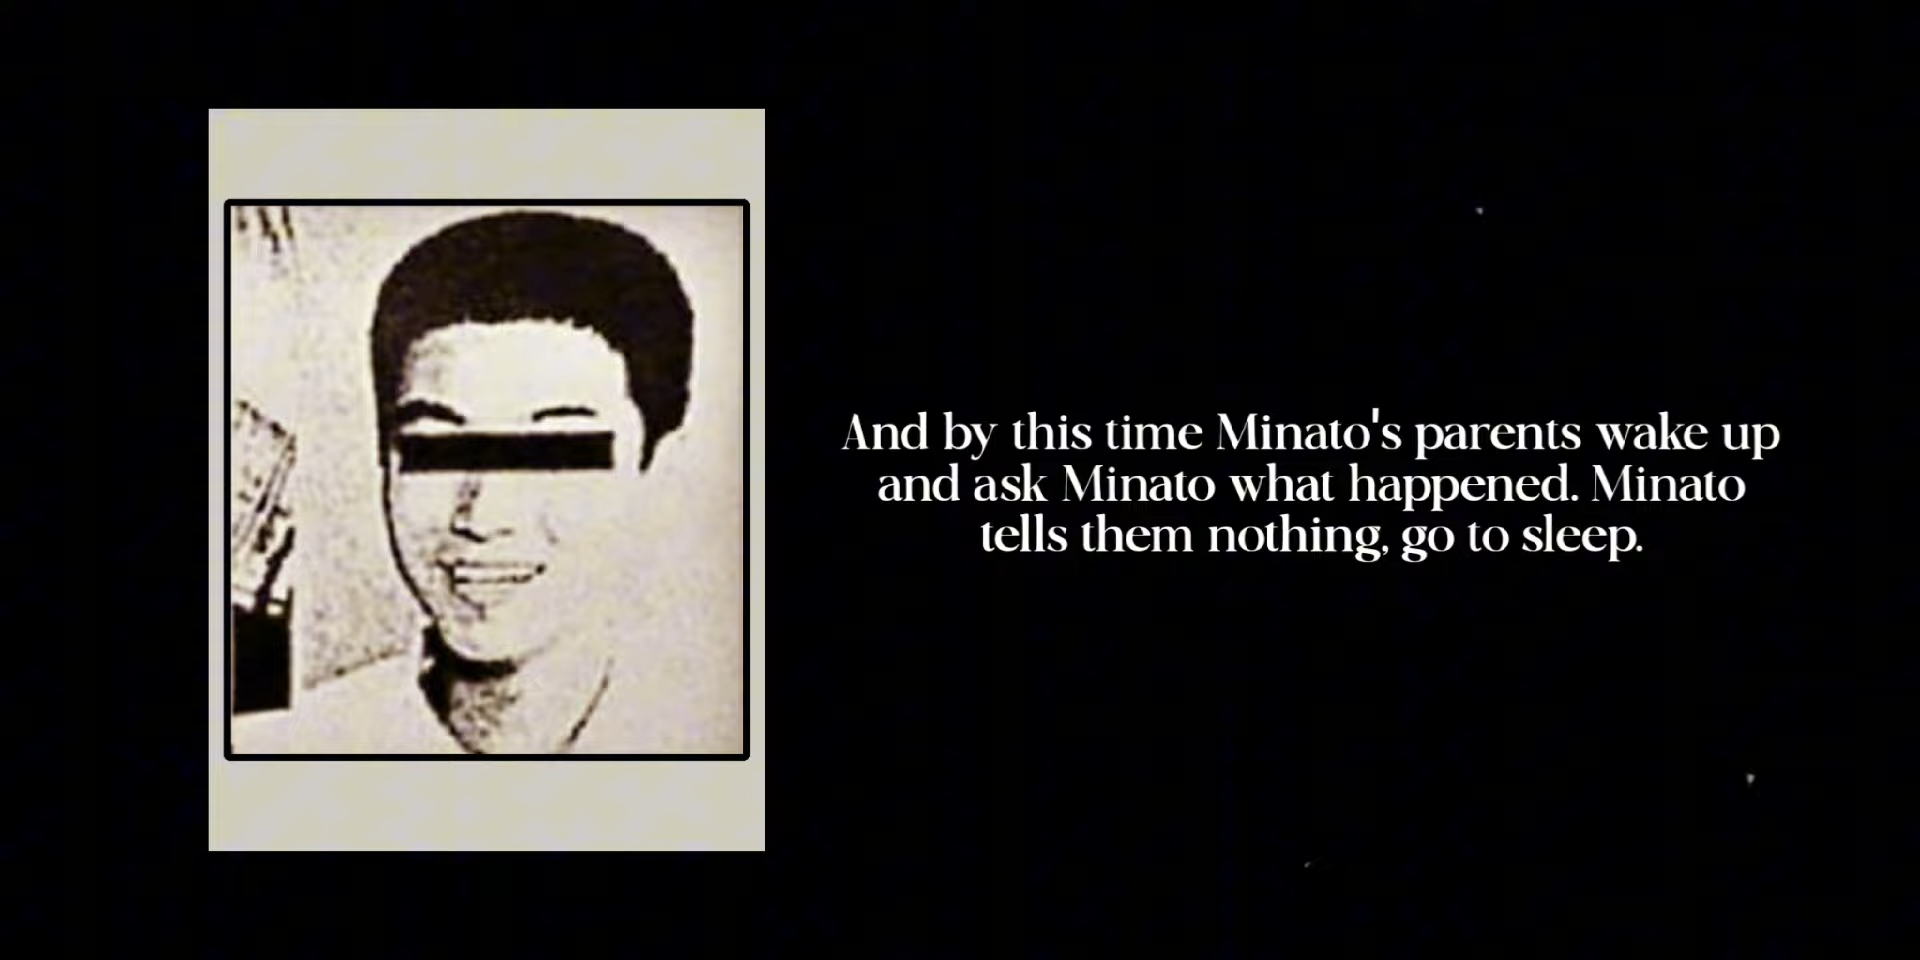 And by this time Minato's parents wake up
and ask Minato what happened. Minato
tells them nothing, go to sleep.